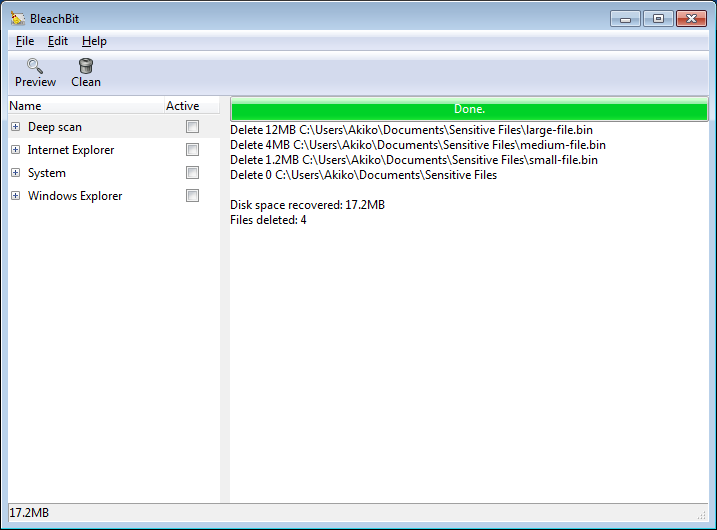 BleachBit
File Edit Help
Preview Clean
Name Active
Deep scan
Internet Explorer
System
Windows Explorer
Done.
Delete 12MB C:\Users\Akiko\Documents\Sensitive Files\large-file.bin
Delete 4MB C:\Users\Akiko\Documents\Sensitive Files\medium-file.bin
Delete 1.2MB C:\Users\Akiko\Documents\Sensitive Files\small-file.bin
Delete 0 C:\Users\Akiko\Documents\Sensitive Files
Disk space recovered: 17.2MB
Files deleted: 4
17.2MB